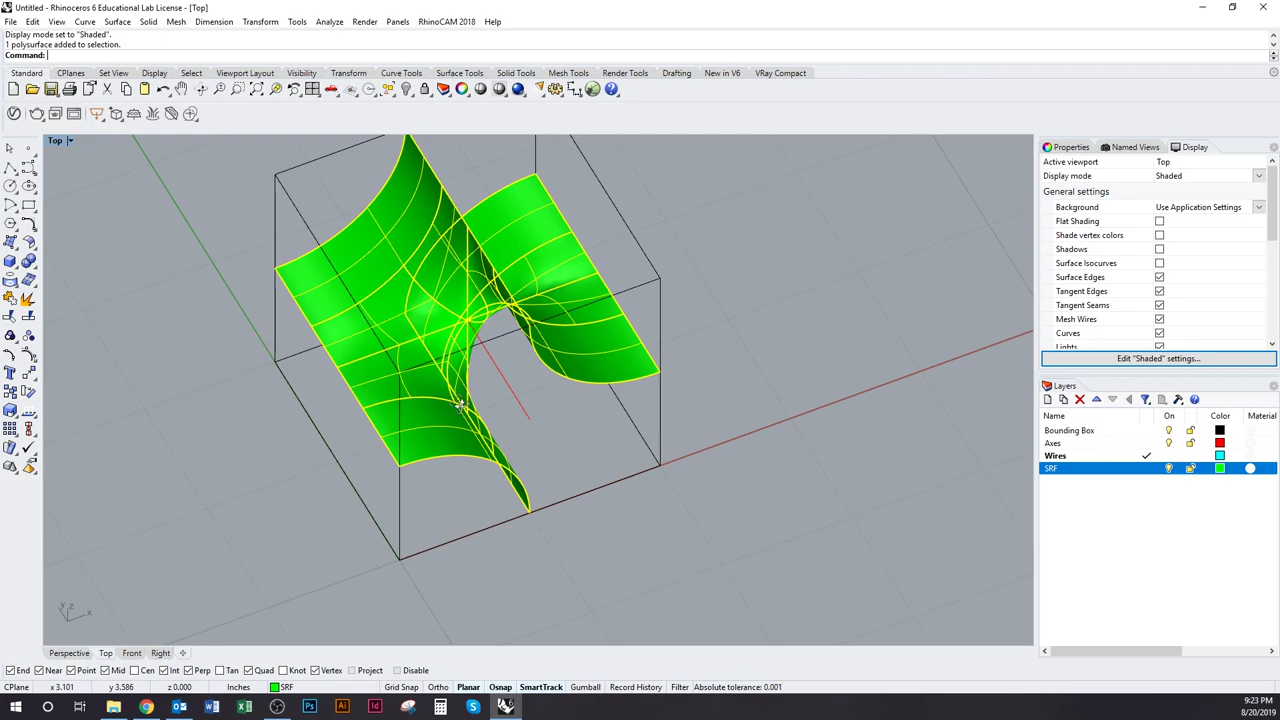 Untitled - Rhinoceros 6 Educational Lab License - [Top]
File Edit View Curve Surface Solid Mesh Dimension Transform Tools Analyze Render Panels RhinoCAM 2018 Help
Display mode set to "Shaded".
1 polysurface added to selection.
Command:
Standard CPlanes Set View Display Select Viewport Layout Visibility Transform Curve Tools Surface Tools Solid Tools Mesh Tools Render Tools Drafting New in V6 VRay Compact
Top
Properties Named Views Display
Active viewport Top
Display mode Shaded
General settings
Background Use Application Settings
Flat Shading
Shade vertex colors
Shadows
Surface Isocurves
Surface Edges
Tangent Edges
Tangent Seams
Mesh Wires
Curves
Lights
Edit "Shaded" settings...
Layers
Name On Color Material
Bounding Box
Axes
Wires
SRF
y z x
Perspective Top Front Right
End Near Point Mid Cen Int Perp Tan Quad Knot Vertex Project Disable
CPlane x 3.101 y 3.586 z 0.000 Inches SRF Grid Snap Ortho Planar Osnap SmartTrack Gumball Record History Filter Absolute tolerance: 0.001
9:23 PM
8/20/2019